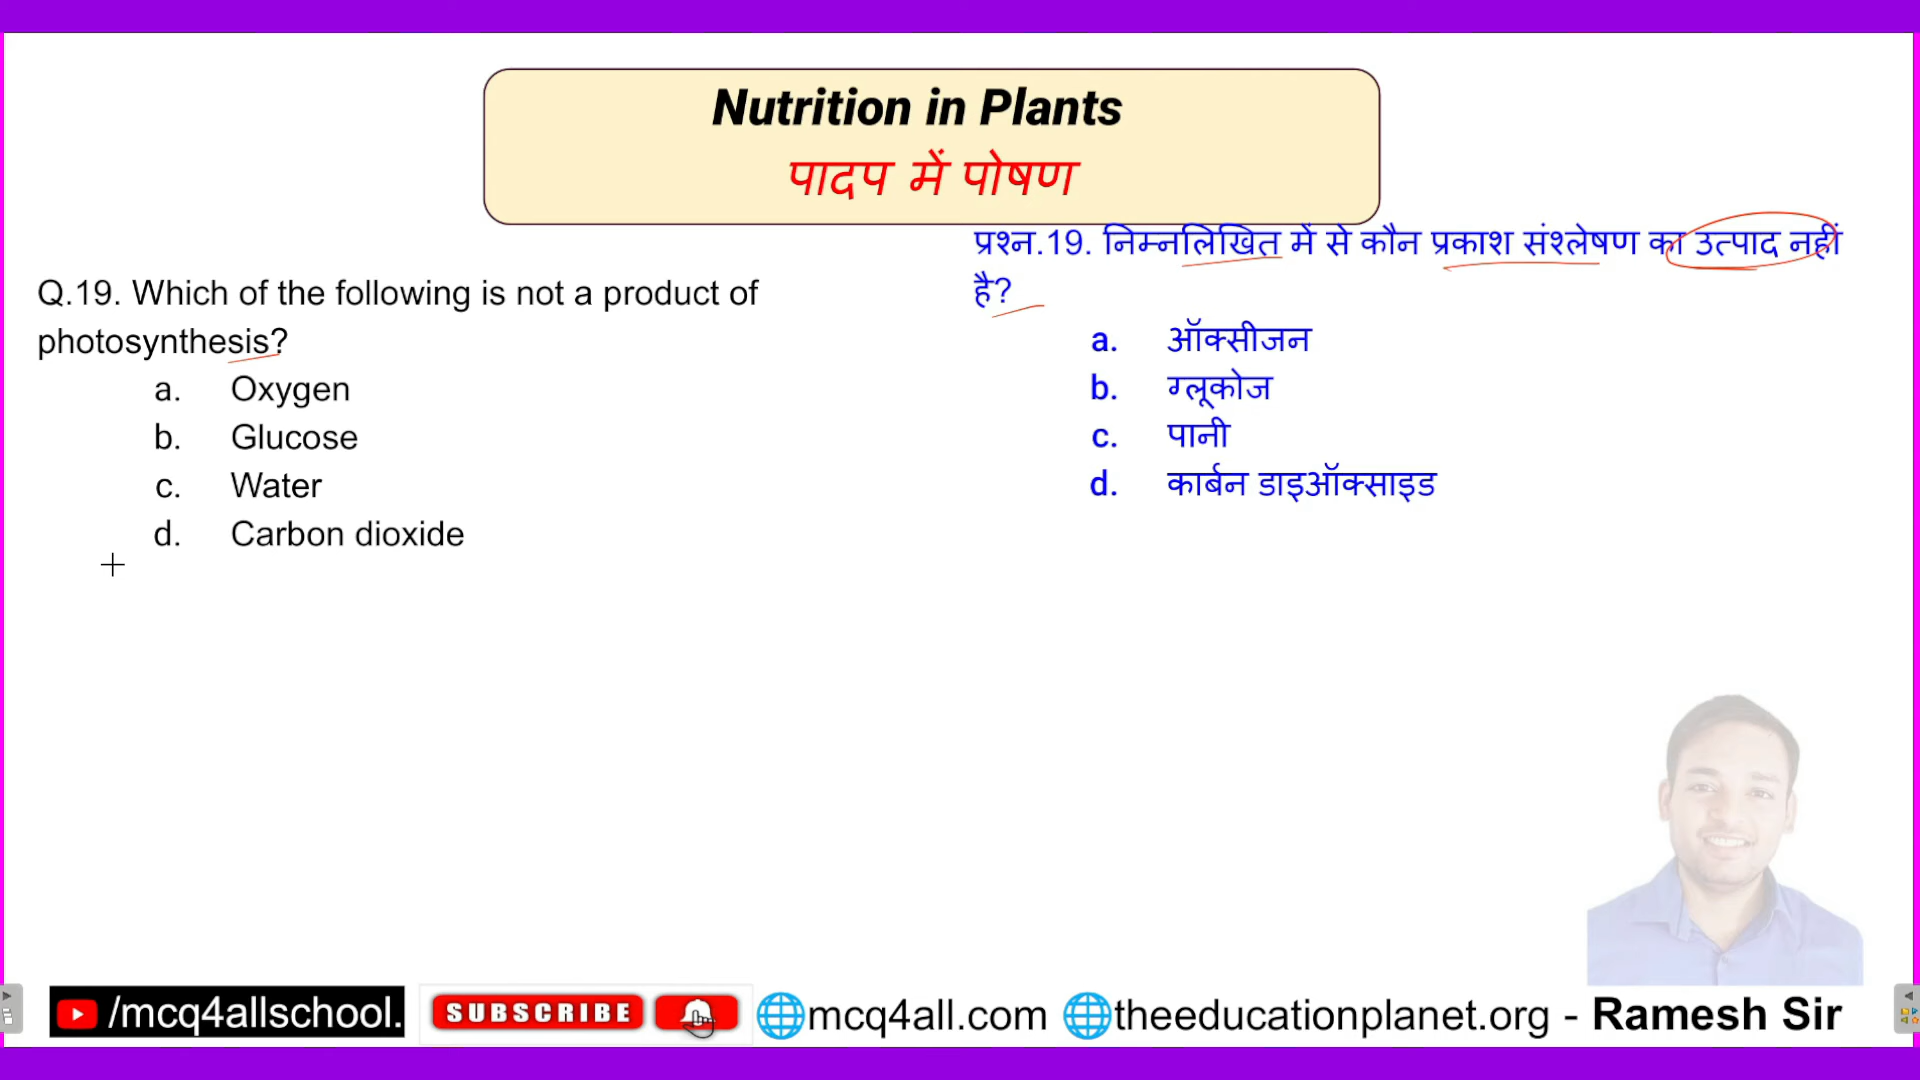 Nutrition in Plants
पादप में पोषण
Q.19. Which of the following is not a product of
photosynthesis?
a. Oxygen
b. Glucose
c. Water
d. Carbon dioxide
प्रश्न.19. निम्नलिखित में से कौन प्रकाश संश्लेषण का उत्पाद नहीं
है?
a. ऑक्सीजन
b. ग्लूकोज
c. पानी
d. कार्बन डाइऑक्साइड
/mcq4allschool. SUBSCRIBE mcq4all.com theeducationplanet.org - Ramesh Sir